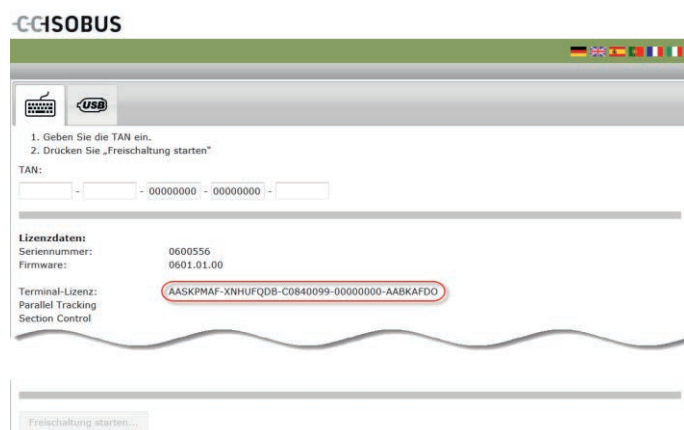 CCISOBUS
USB
1. Geben Sie die TAN ein.
2. Drücken Sie „Freischaltung starten"
TAN:
- - 00000000 - 00000000 -
Lizenzdaten:
Seriennummer: 0600556
Firmware: 0601.01.00
Terminal-Lizenz: AASKPMAF-XNHUFQDB-C0840099-00000000-AABKAFDO
Parallel Tracking
Section Control
Freischaltung starten...